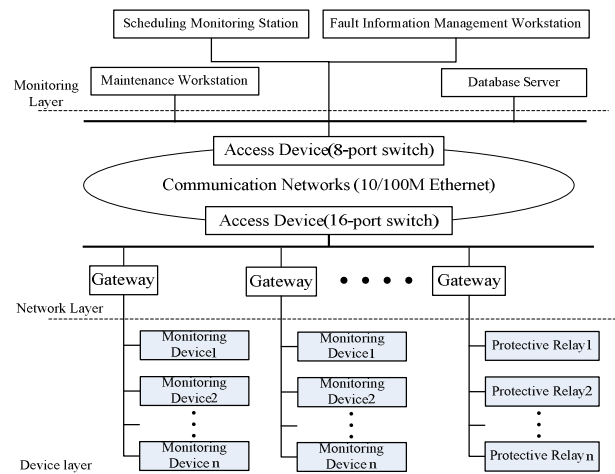 Scheduling Monitoring Station
Fault Information Management Workstation
Maintenance Workstation
Database Server
Monitoring
Layer
Access Device(8-port switch)
Communication Networks (10/100M Ethernet)
Access Device(16-port switch)
Gateway
Gateway
Gateway
Network Layer
Monitoring
Device1
Monitoring
Device1
Protective Relay1
Monitoring
Device2
Monitoring
Device2
Protective Relay2
Monitoring
Device n
Monitoring
Device n
Protective Relay n
Device layer